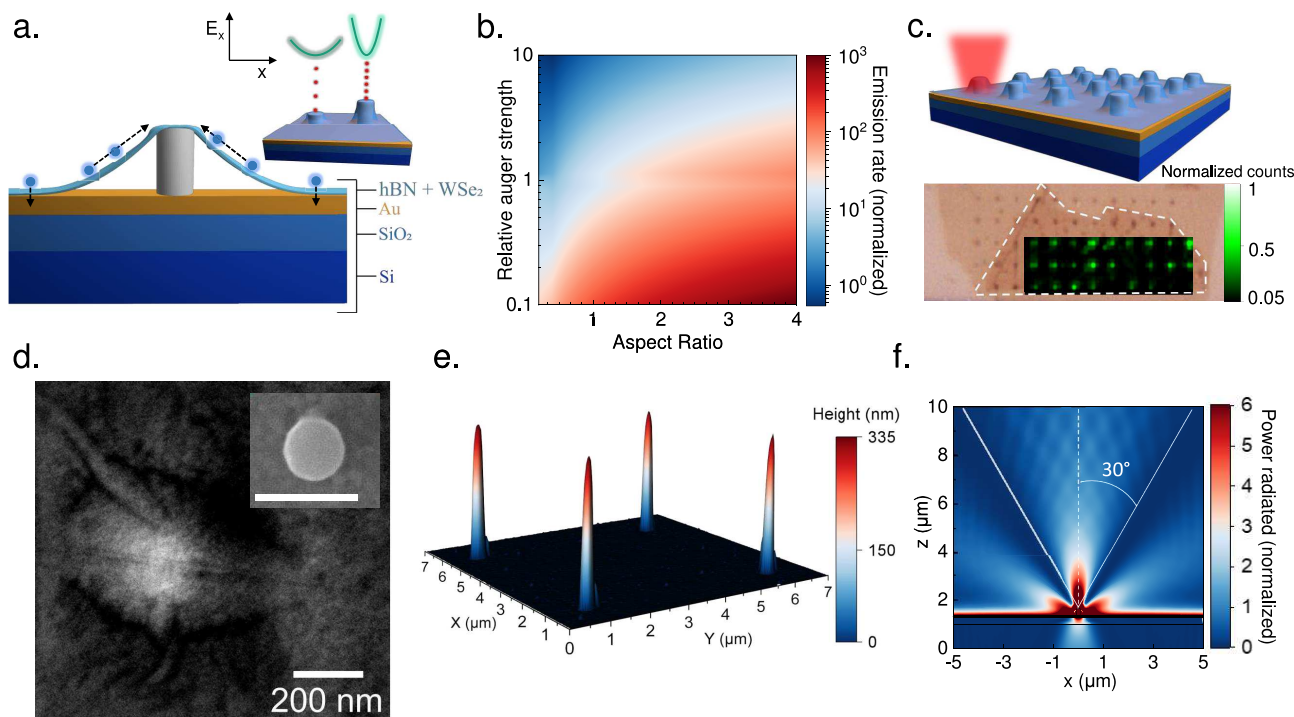 a.
Eₓ
x
hBN + WSe₂
Au
SiO₂
Si
b.
Relative auger strength
10
1
0.1
1
2
3
4
Aspect Ratio
10³
10²
10¹
10⁰
Emission rate (normalized)
c.
Normalized counts
1
0.5
0.05
d.
200 nm
e.
Height (nm)
335
150
0
7
6
5
4
3
2
1
0
X (µm)
1
2
3
4
5
6
7
Y (µm)
f.
z (µm)
10
8
6
4
2
0
30°
-5
-3
-1
1
3
5
x (µm)
6
5
4
3
2
1
0
Power radiated (normalized)